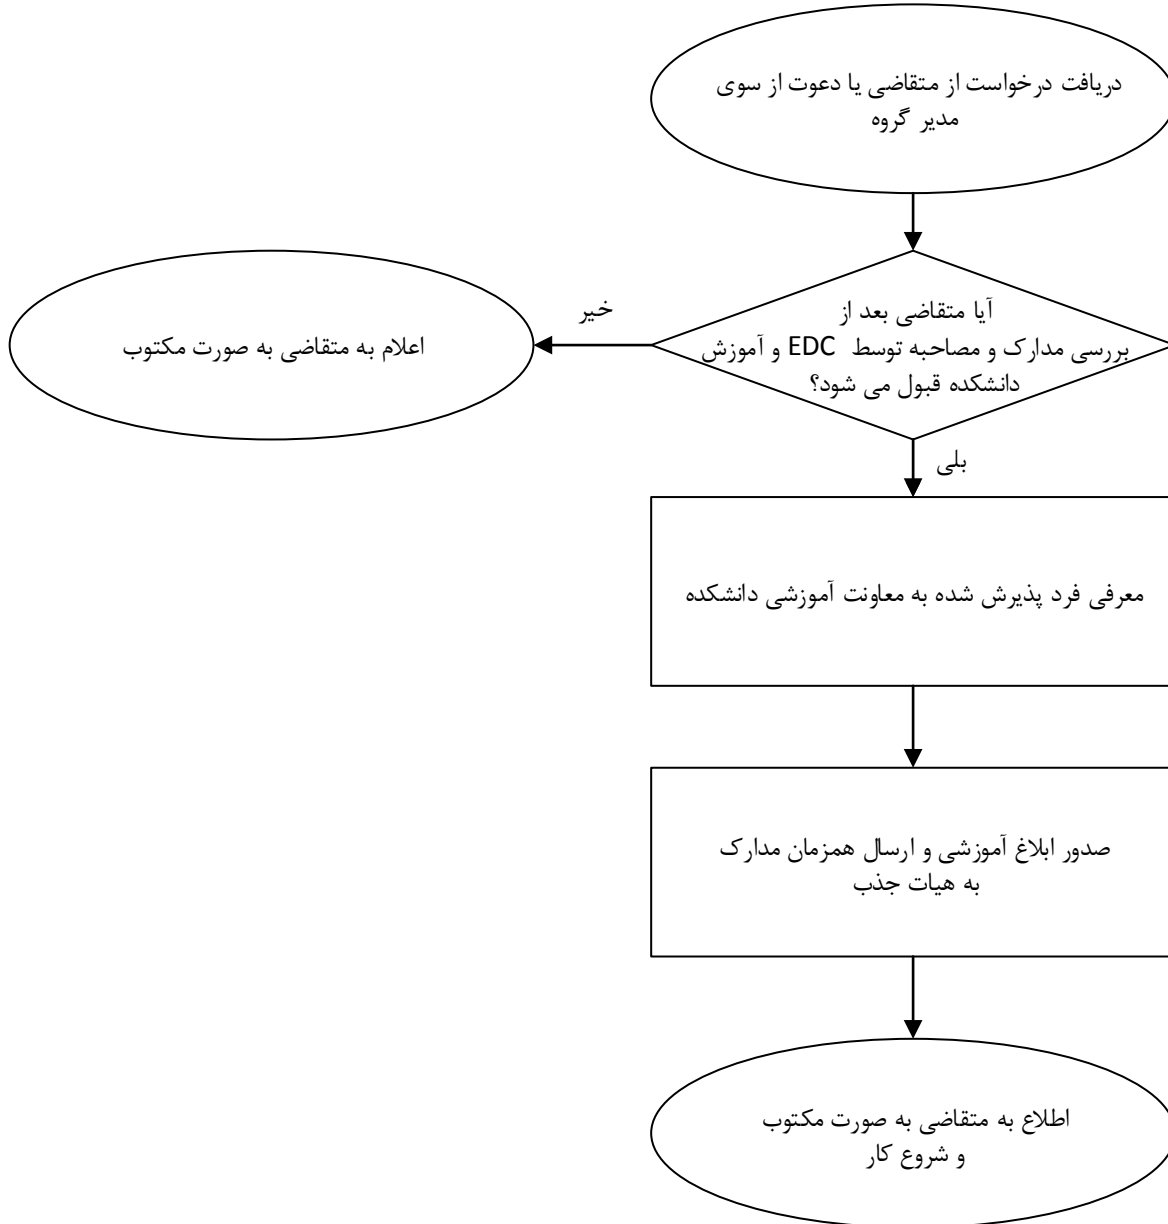 دریافت درخواست از متقاضی یا دعوت از سوی
مدیر گروه
آیا متقاضی بعد از
بررسی مدارک و مصاحبه توسط EDC و آموزش
دانشکده قبول می شود؟
خیر
اعلام به متقاضی به صورت مکتوب
بلی
معرفی فرد پذیرش شده به معاونت آموزشی دانشکده
صدور ابلاغ آموزشی و ارسال همزمان مدارک
به هیات جذب
اطلاع به متقاضی به صورت مکتوب
و شروع کار